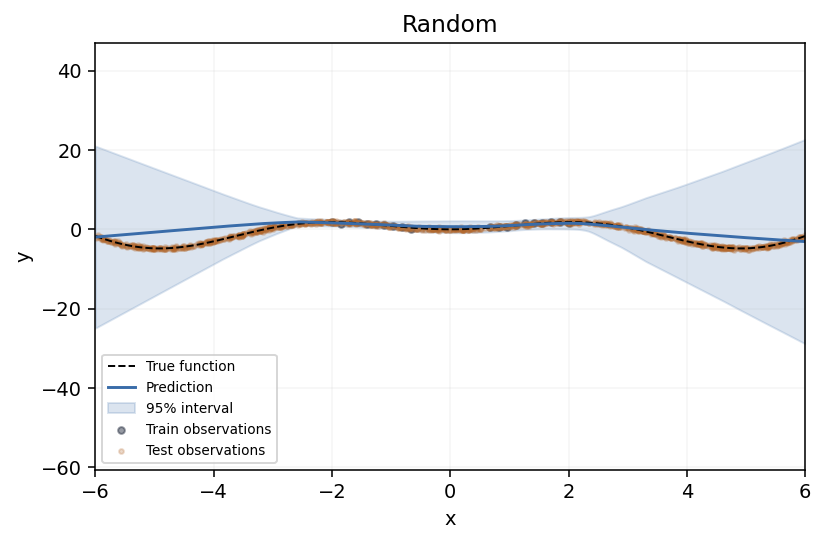 Random
40
20
0
−20
−40
−60
y
−6
−4
−2
0
2
4
6
x
True function
Prediction
95% interval
Train observations
Test observations